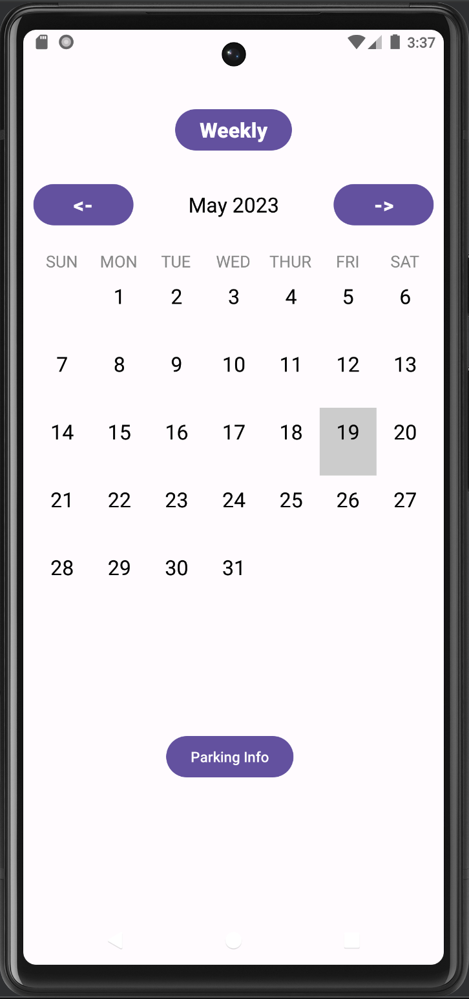 3:37
Weekly
<- May 2023 ->
SUN MON TUE WED THUR FRI SAT
1 2 3 4 5 6
7 8 9 10 11 12 13
14 15 16 17 18 19 20
21 22 23 24 25 26 27
28 29 30 31
Parking Info